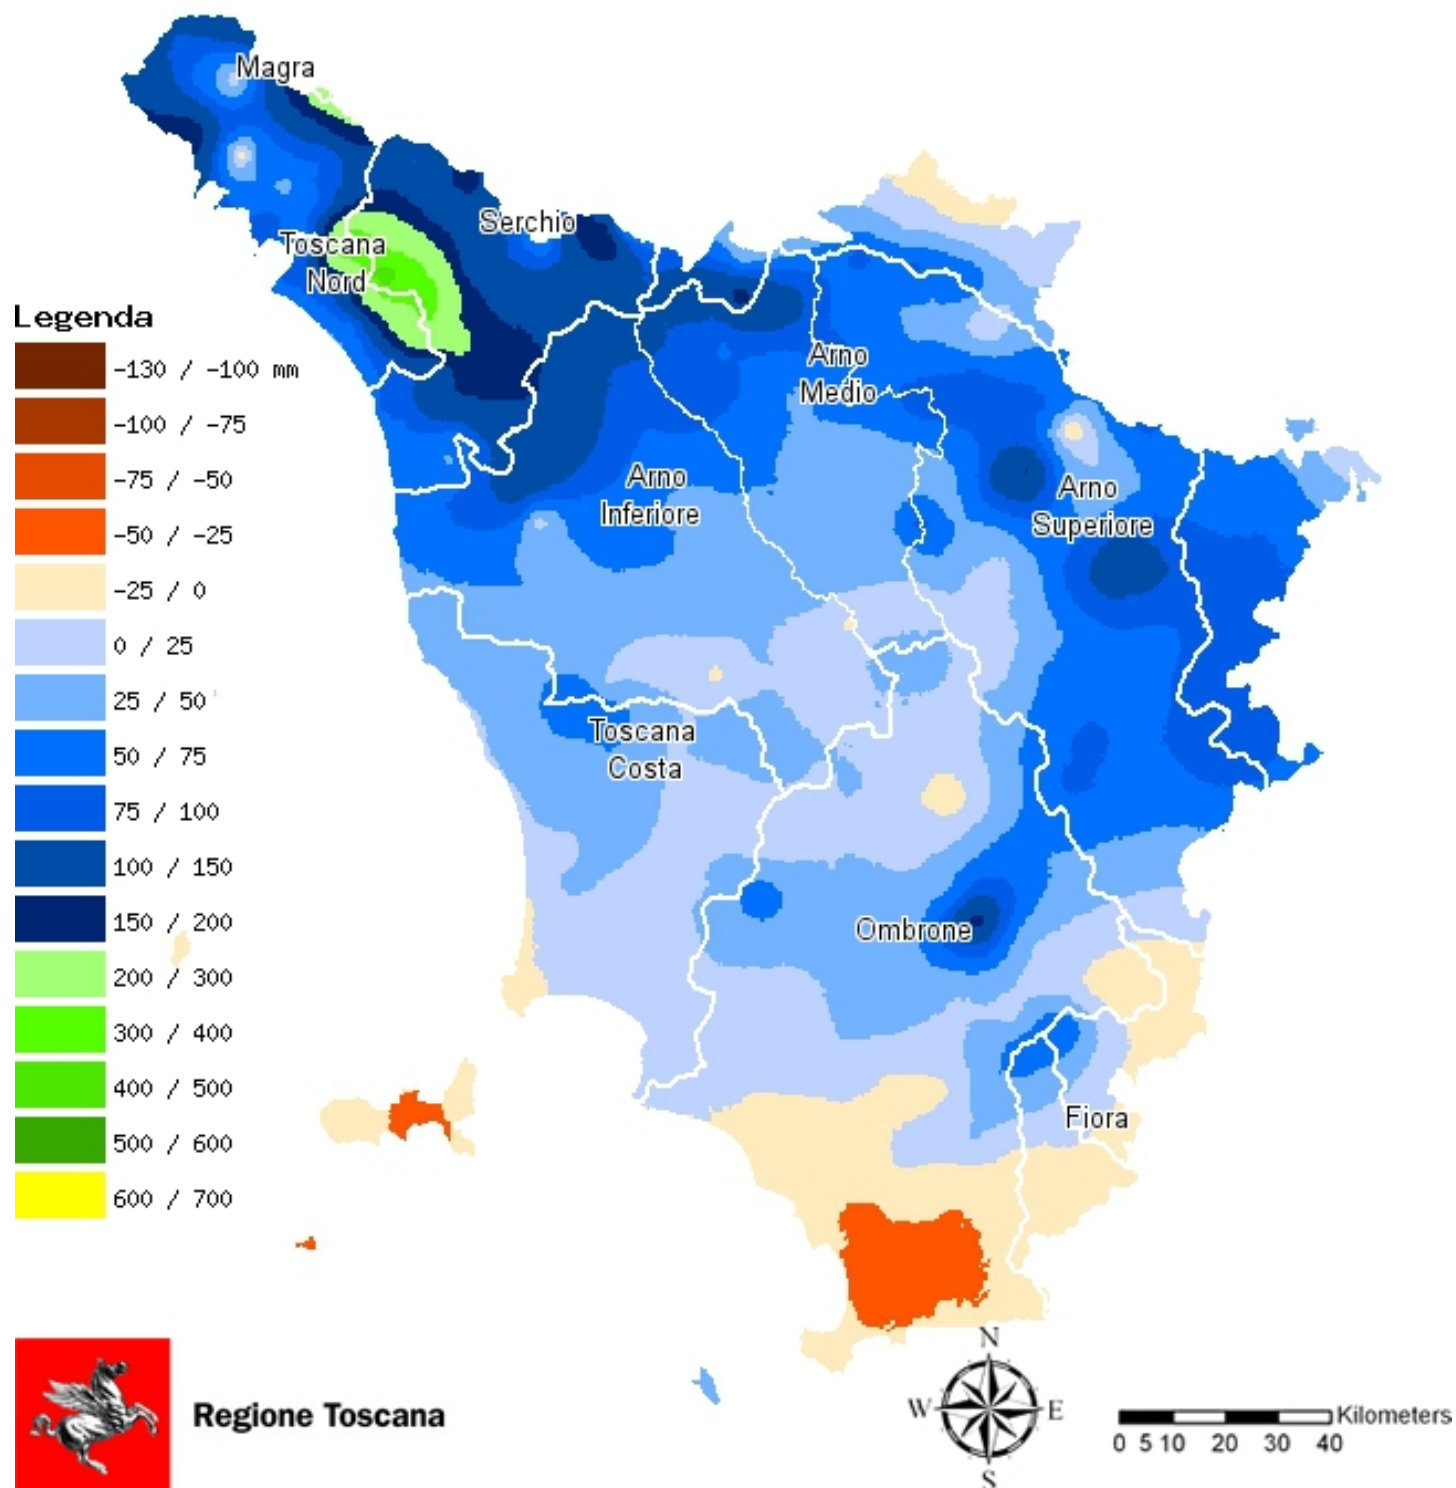 Magra
Serchio
Toscana
Nord
Legenda
-130 / -100 mm
-100 / -75
-75 / -50
-50 / -25
-25 / 0
0 / 25
25 / 50
50 / 75
75 / 100
100 / 150
150 / 200
200 / 300
300 / 400
400 / 500
500 / 600
600 / 700
Arno
Medio
Arno
Inferiore
Arno
Superiore
Toscana
Costa
Ombrone
Fiora
Regione Toscana
N
W E
S
Kilometers
0 5 10 20 30 40